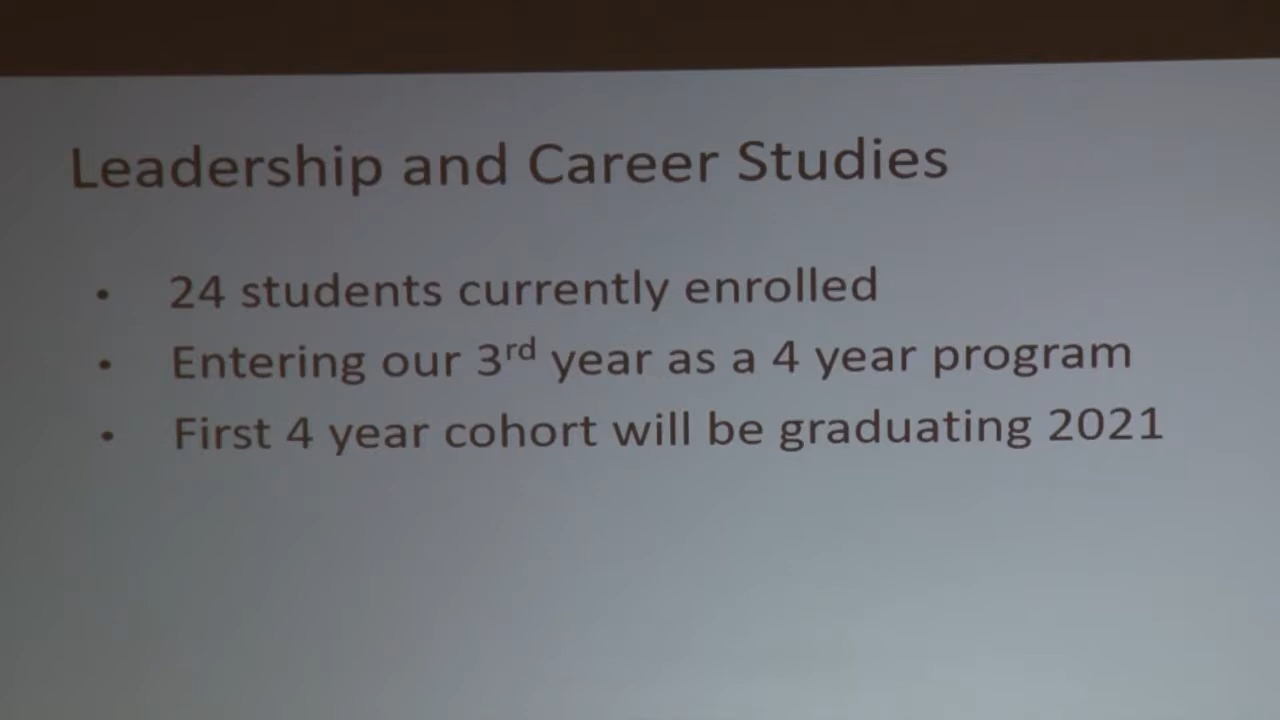 Leadership and Career Studies
• 24 students currently enrolled
• Entering our 3rd year as a 4 year program
• First 4 year cohort will be graduating 2021